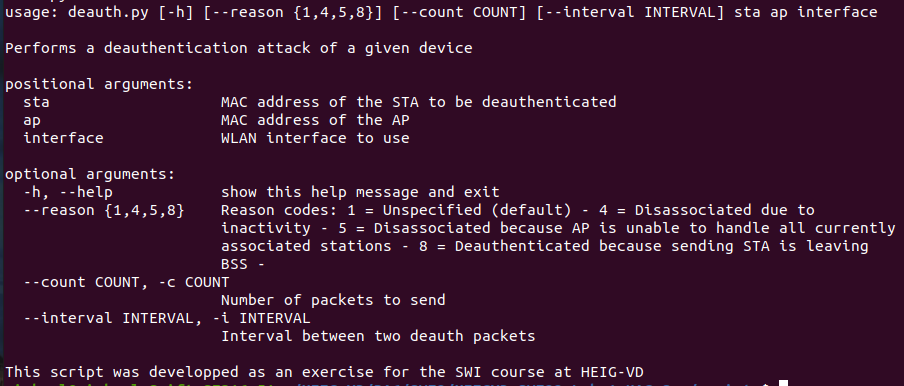 usage: deauth.py [-h] [--reason {1,4,5,8}] [--count COUNT] [--interval INTERVAL] sta ap interface
Performs a deauthentication attack of a given device
positional arguments:
sta MAC address of the STA to be deauthenticated
ap MAC address of the AP
interface WLAN interface to use
optional arguments:
-h, --help show this help message and exit
--reason {1,4,5,8} Reason codes: 1 = Unspecified (default) - 4 = Disassociated due to
inactivity - 5 = Disassociated because AP is unable to handle all currently
associated stations - 8 = Deauthenticated because sending STA is leaving
BSS -
--count COUNT, -c COUNT
Number of packets to send
--interval INTERVAL, -i INTERVAL
Interval between two deauth packets
This script was developped as an exercise for the SWI course at HEIG-VD